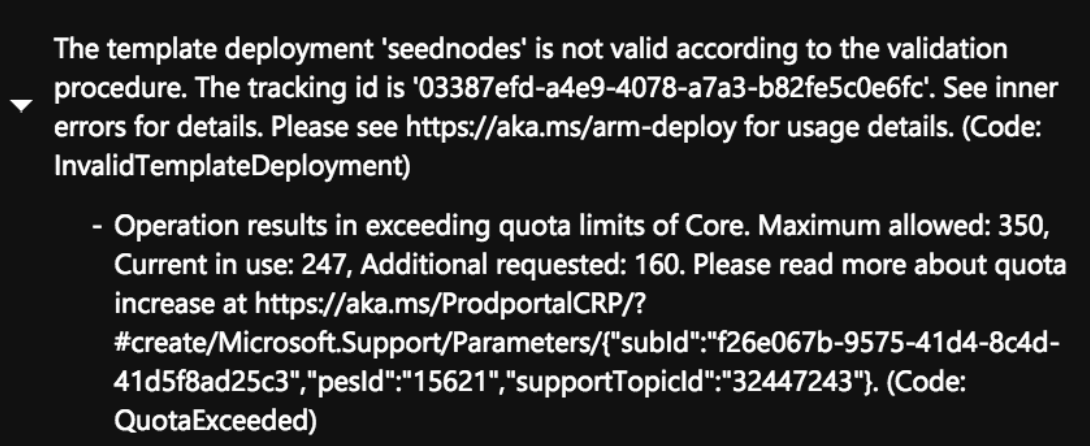 The template deployment 'seednodes' is not valid according to the validation
procedure. The tracking id is '03387efd-a4e9-4078-a7a3-b82fe5c0e6fc'. See inner
errors for details. Please see https://aka.ms/arm-deploy for usage details. (Code:
InvalidTemplateDeployment)
- Operation results in exceeding quota limits of Core. Maximum allowed: 350,
Current in use: 247, Additional requested: 160. Please read more about quota
increase at https://aka.ms/ProdportalCRP/?
#create/Microsoft.Support/Parameters/{"subId":"f26e067b-9575-41d4-8c4d-
41d5f8ad25c3","pesId":"15621","supportTopicId":"32447243"}. (Code:
QuotaExceeded)